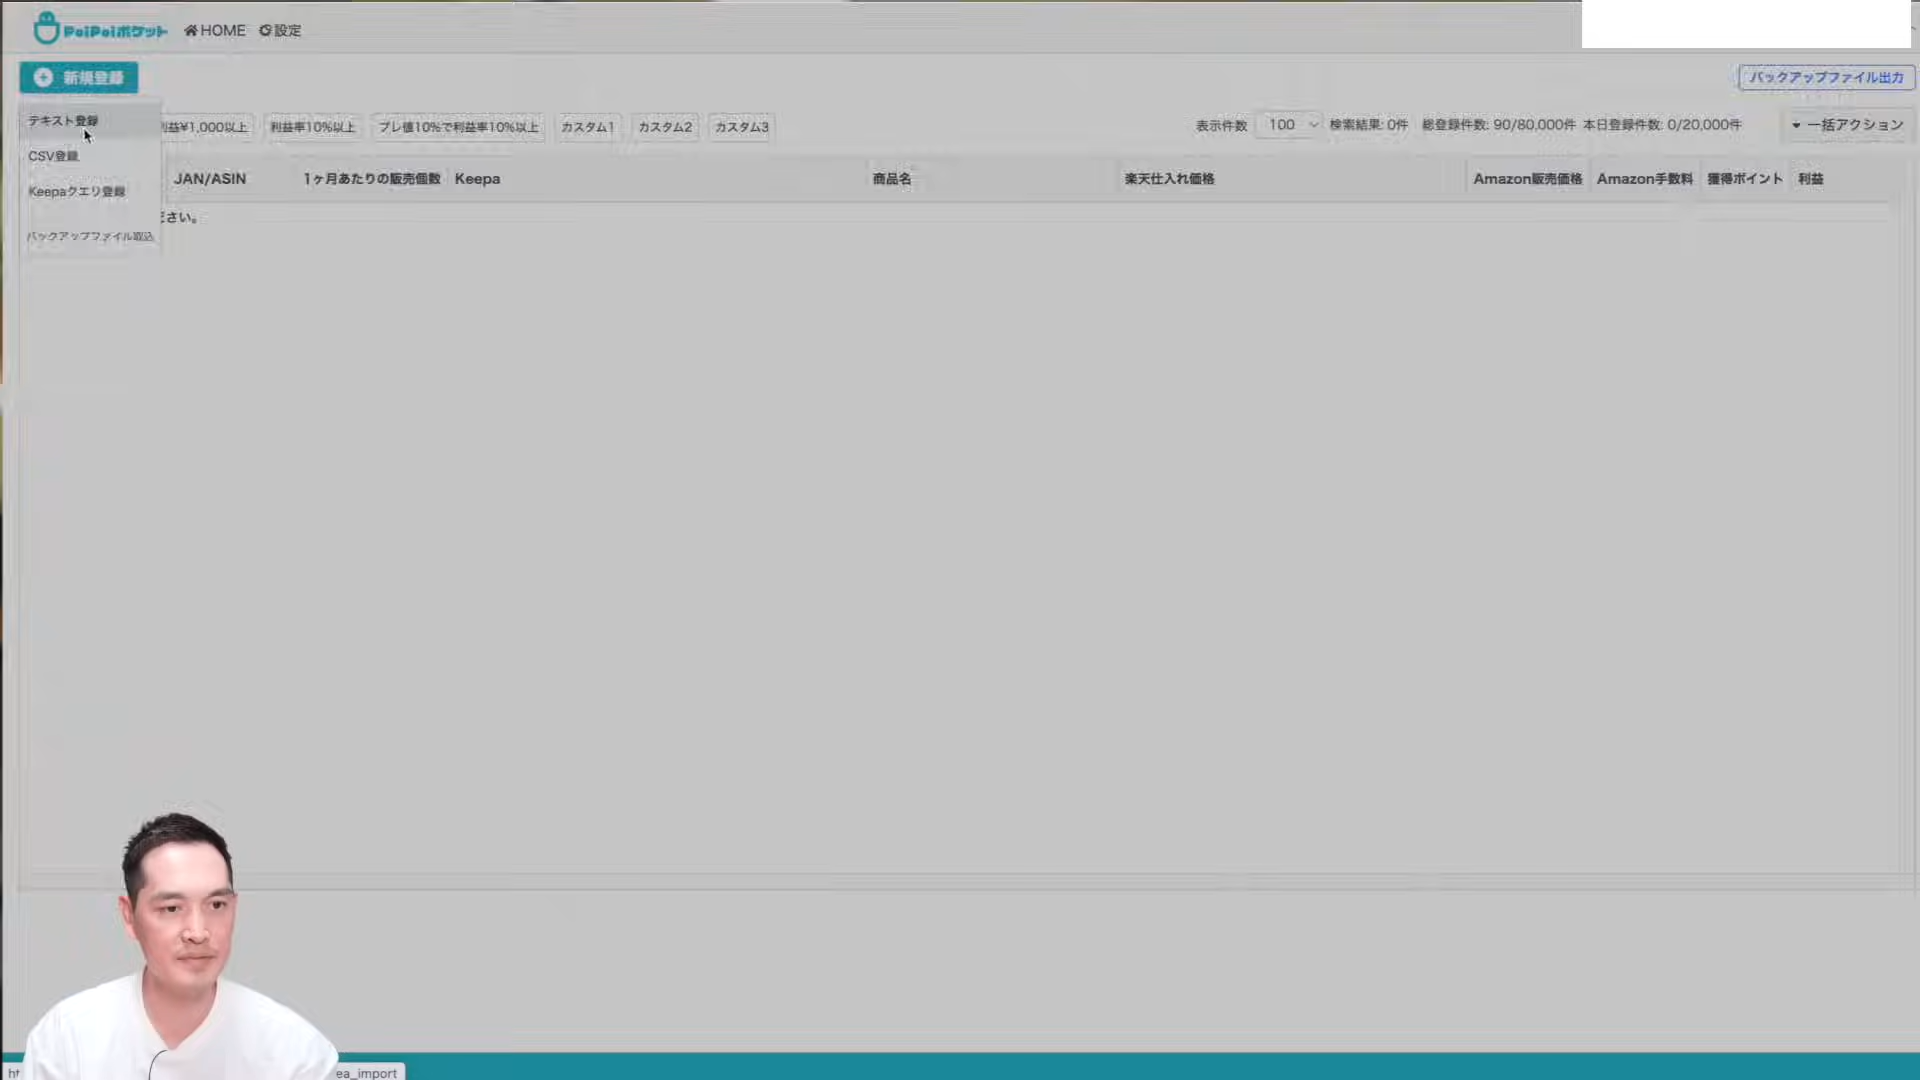 PoiPoiポケット HOME 設定
新規登録 バックアップファイル出力
テキスト登録
利益¥1,000以上 利益率10%以上 プレ値10%で利益率10%以上 カスタム1 カスタム2 カスタム3 表示件数 100 検索結果: 0件 総登録件数: 90/80,000件 本日登録件数: 0/20,000件 一括アクション
CSV登録
JAN/ASIN 1ヶ月あたりの販売個数 Keepa 商品名 楽天仕入れ価格 Amazon販売価格 Amazon手数料 獲得ポイント 利益
Keepaクエリ登録
ださい。
バックアップファイル取込
ht ea_import